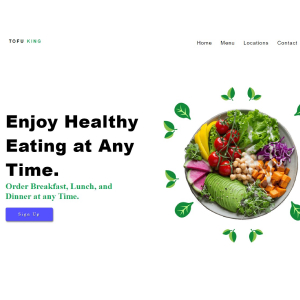 TOFU KING
Home Menu Locations Contact
Enjoy Healthy
Eating at Any
Time.
Order Breakfast, Lunch, and
Dinner at any Time.
Sign Up